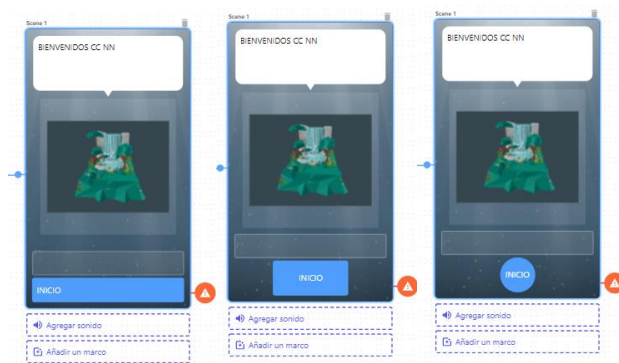 Scene 1
BIENVENIDOS CC NN
INICIO
Agregar sonido
Añadir un marco
Scene 1
BIENVENIDOS CC NN
INICIO
Agregar sonido
Añadir un marco
Scene 1
BIENVENIDOS CC NN
INICIO
Agregar sonido
Añadir un marco